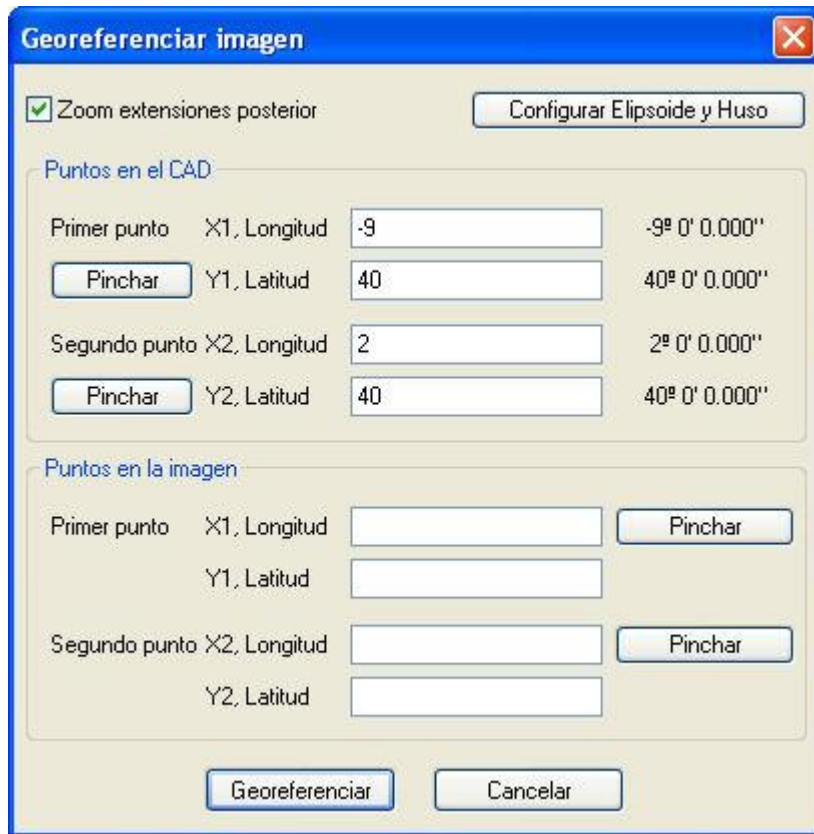 Georeferenciar imagen
Zoom extensiones posterior Configurar Elipsoide y Huso
Puntos en el CAD
Primer punto X1, Longitud -9 -9º 0' 0.000''
Pinchar Y1, Latitud 40 40º 0' 0.000''
Segundo punto X2, Longitud 2 2º 0' 0.000''
Pinchar Y2, Latitud 40 40º 0' 0.000''
Puntos en la imagen
Primer punto X1, Longitud Pinchar
Y1, Latitud
Segundo punto X2, Longitud Pinchar
Y2, Latitud
Georeferenciar Cancelar